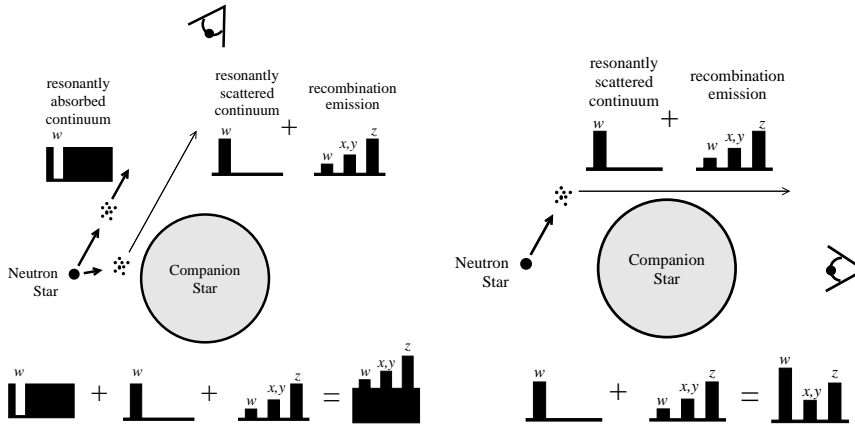 resonantly
absorbed
continuum
w
resonantly
scattered
continuum
w
+
recombination
emission
w x,y z
Neutron
Star
Companion
Star
w + w + w x,y z = w x,y z
resonantly
scattered
continuum
w
+
recombination
emission
w x,y z
Neutron
Star
Companion
Star
w + w x,y z = w x,y z